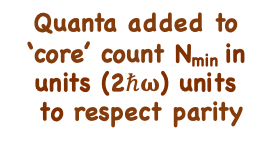 Quanta added to
‘core’ count Nmin in
units (2ℏω) units
to respect parity